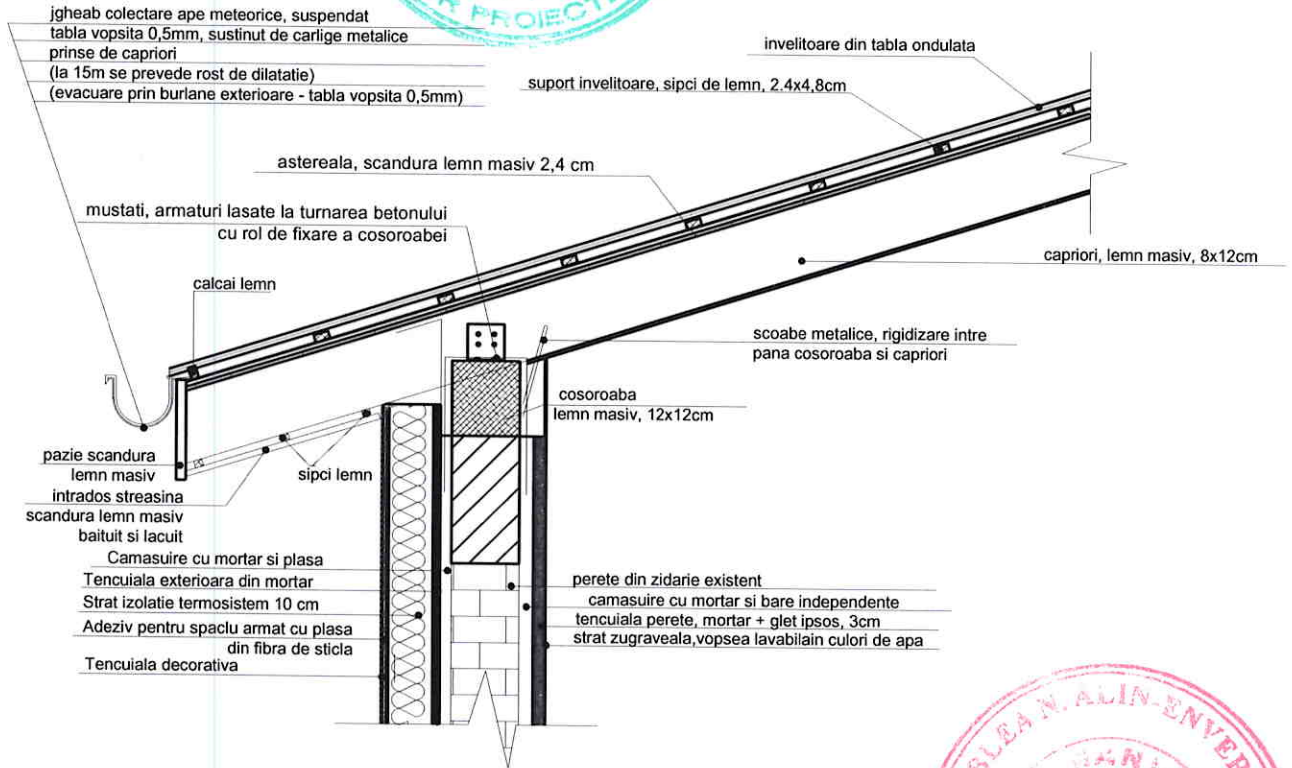 jgheab colectare ape meteorice, suspendat
tabla vopsita 0,5mm, sustinut de carlige metalice
prinse de capriori
(la 15m se prevede rost de dilatatie)
(evacuare prin burlane exterioare - tabla vopsita 0,5mm)
PROIECT
invelitoare din tabla ondulata
suport invelitoare, sipci de lemn, 2.4x4,8cm
astereala, scandura lemn masiv 2,4 cm
mustati, armaturi lasate la turnarea betonului
cu rol de fixare a cosoroabei
calcai lemn
capriori, lemn masiv, 8x12cm
scoabe metalice, rigidizare intre
pana cosoroaba si capriori
cosoroaba
lemn masiv, 12x12cm
pazie scandura
lemn masiv
sipci lemn
intrados streasina
scandura lemn masiv
baituit si lacuit
Camasuire cu mortar si plasa
Tencuiala exterioara din mortar
Strat izolatie termosistem 10 cm
Adeziv pentru spaclu armat cu plasa
din fibra de sticla
Tencuiala decorativa
perete din zidarie existent
camasuire cu mortar si bare independente
tencuiala perete, mortar + glet ipsos, 3cm
strat zugraveala,vopsea lavabilain culori de apa
N. ALIN-ENVER